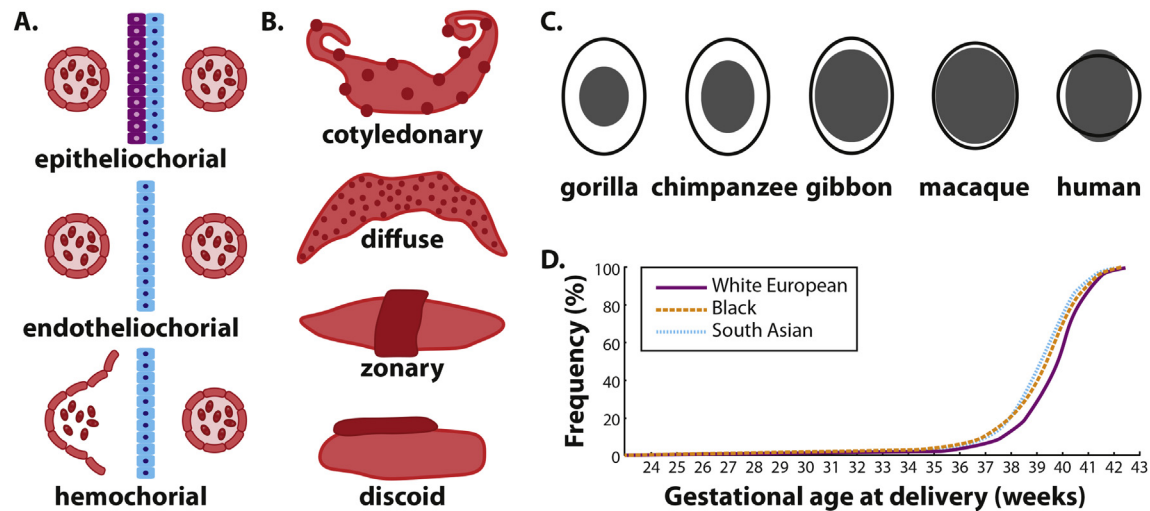 A.
epitheliochorial
endotheliochorial
hemochorial
B.
cotyledonary
diffuse
zonary
discoid
C.
gorilla chimpanzee gibbon macaque human
D.
Frequency (%)
100
80
60
40
20
0
White European
Black
South Asian
24 25 26 27 28 29 30 31 32 33 34 35 36 37 38 39 40 41 42 43
Gestational age at delivery (weeks)